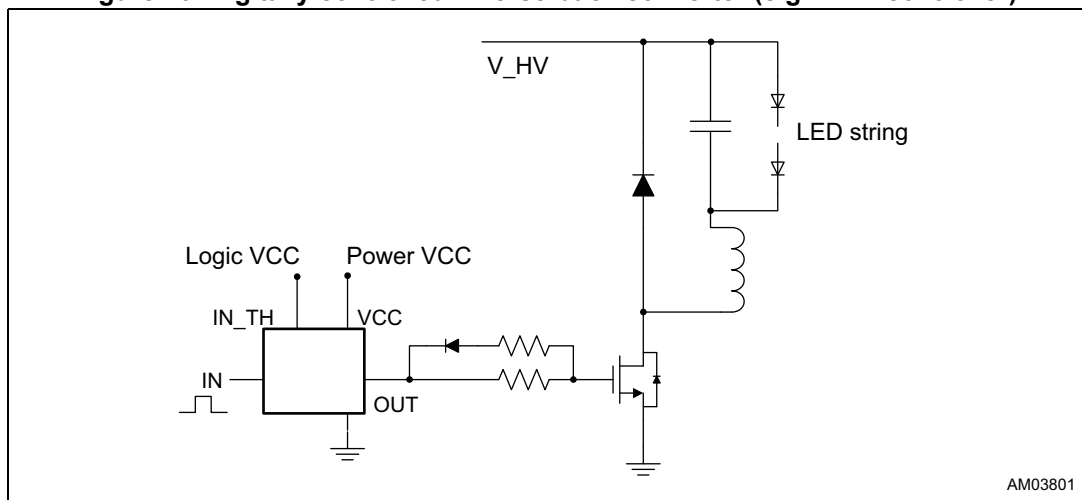 V_HV
LED string
Logic VCC
Power VCC
IN_TH
VCC
IN
OUT
AM03801